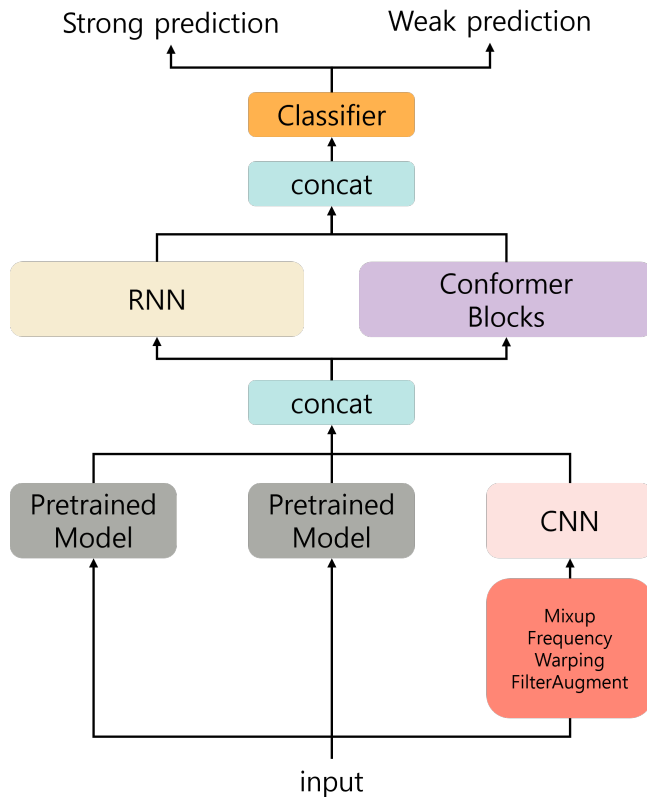 Strong prediction
Weak prediction
Classifier
concat
RNN
Conformer
Blocks
concat
Pretrained
Model
Pretrained
Model
CNN
Mixup
Frequency
Warping
FilterAugment
input